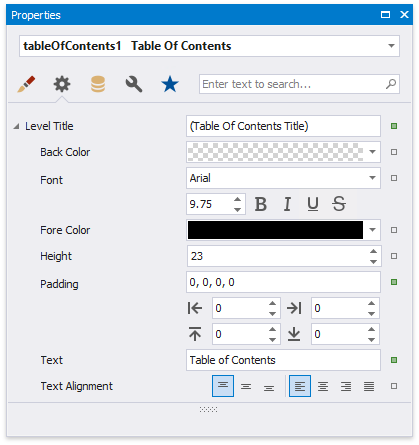 Properties
tableOfContents1 Table Of Contents
Enter text to search...
Level Title (Table Of Contents Title)
Back Color
Font Arial
9.75 B I U S
Fore Color
Height 23
Padding 0, 0, 0, 0
0 0
0 0
Text Table of Contents
Text Alignment